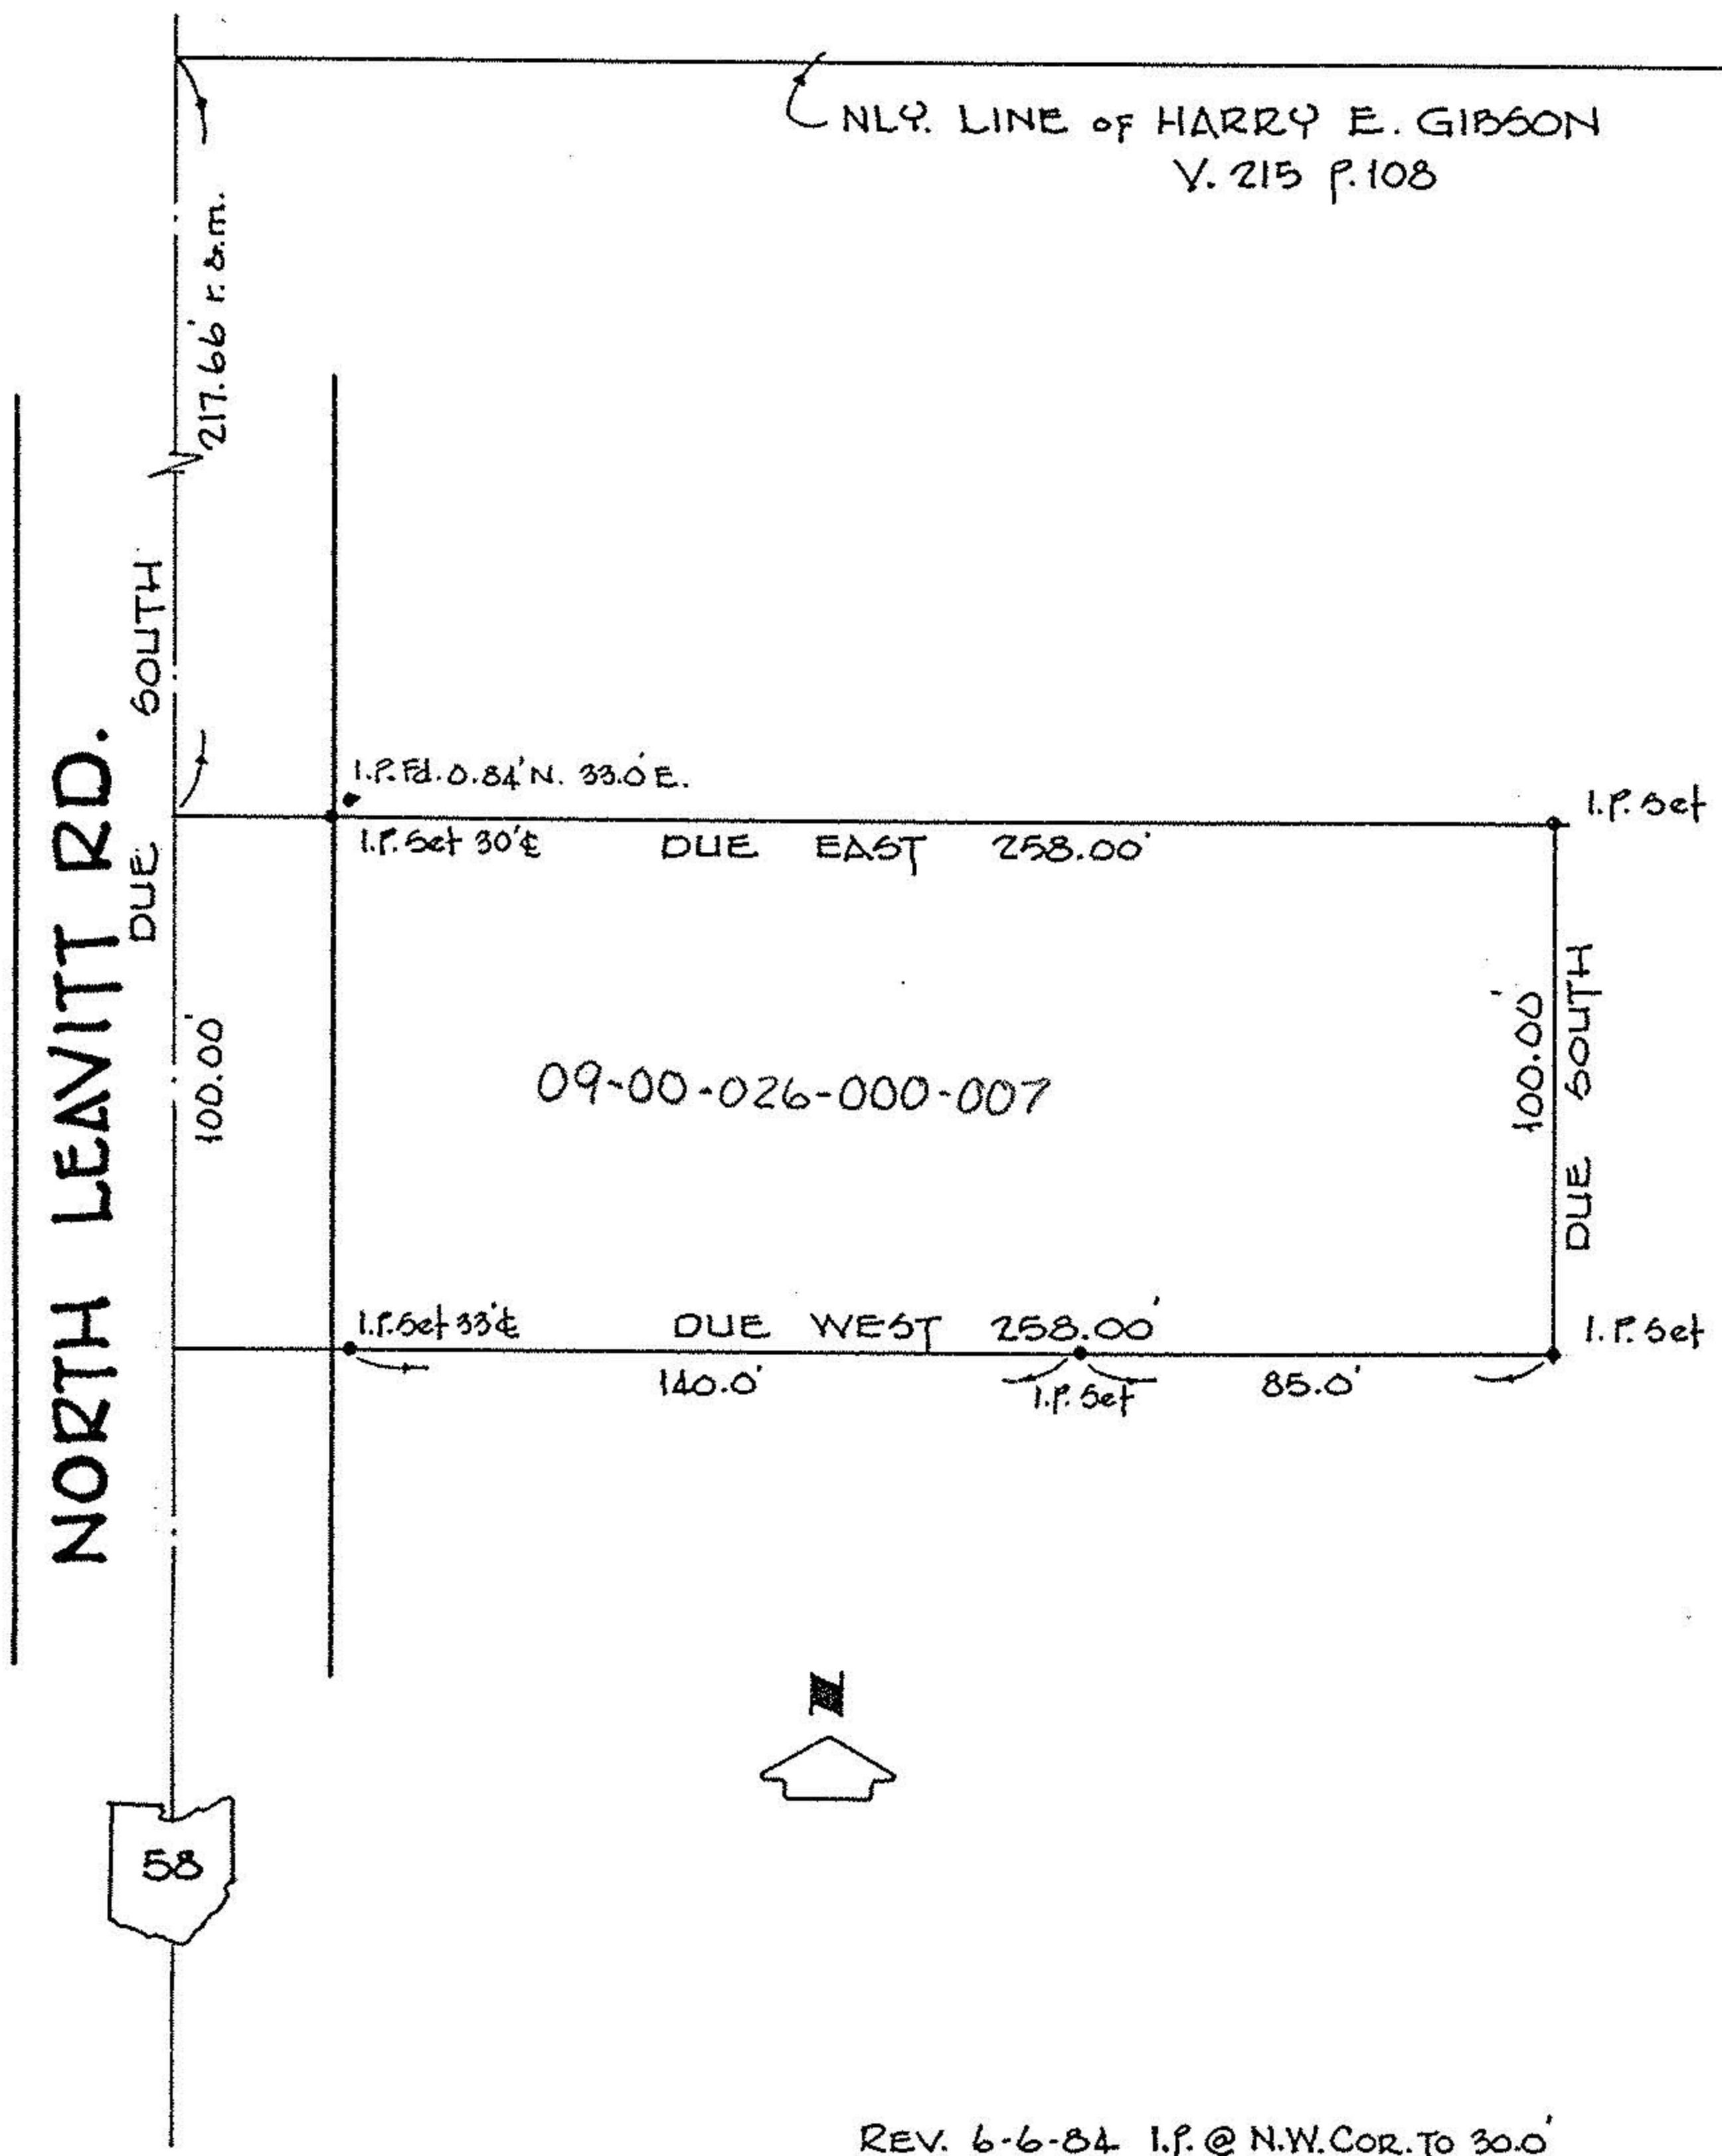 NLY. LINE of HARRY E. GIBSON
V. 215 P. 108
217.66' r.&m.
DUE SOUTH
NORTH LEAVITT RD.
I.P. Fd. 0.84' N. 33.0' E.
I.P. Set 30' ℄
DUE EAST 258.00'
I.P. Set
100.00'
09-00-026-000-007
100.00'
DUE SOUTH
I.P. Set 33' ℄
DUE WEST 258.00'
I.P. Set
140.0'
I.P. Set
85.0'
N
58
REV. 6-6-84 I.P. @ N.W. COR. TO 30.0'